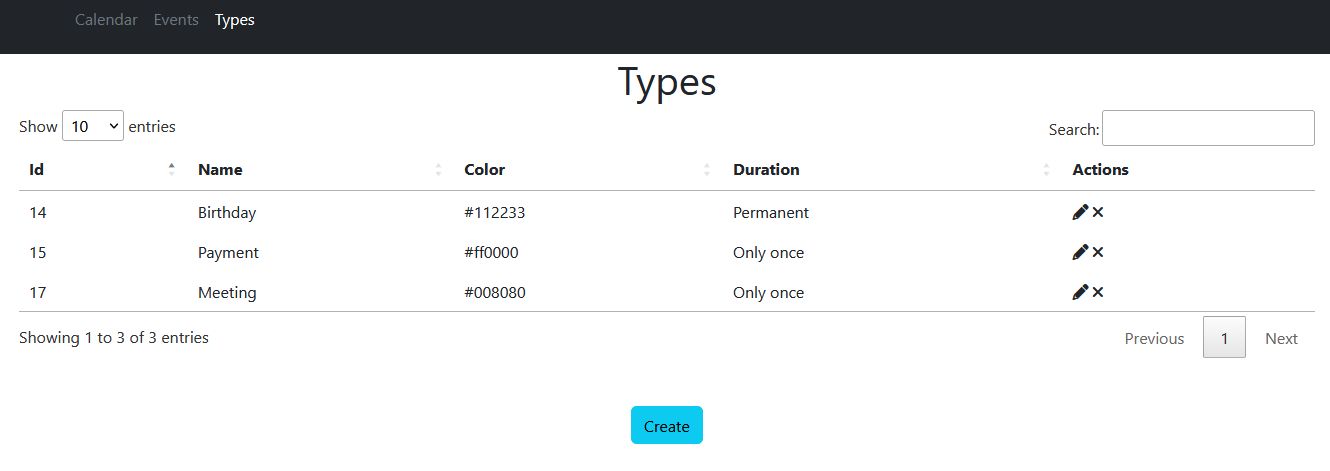 Calendar Events Types
Types
Show 10 entries Search:
Id Name Color Duration Actions
14 Birthday #112233 Permanent
15 Payment #ff0000 Only once
17 Meeting #008080 Only once
Showing 1 to 3 of 3 entries Previous 1 Next
Create